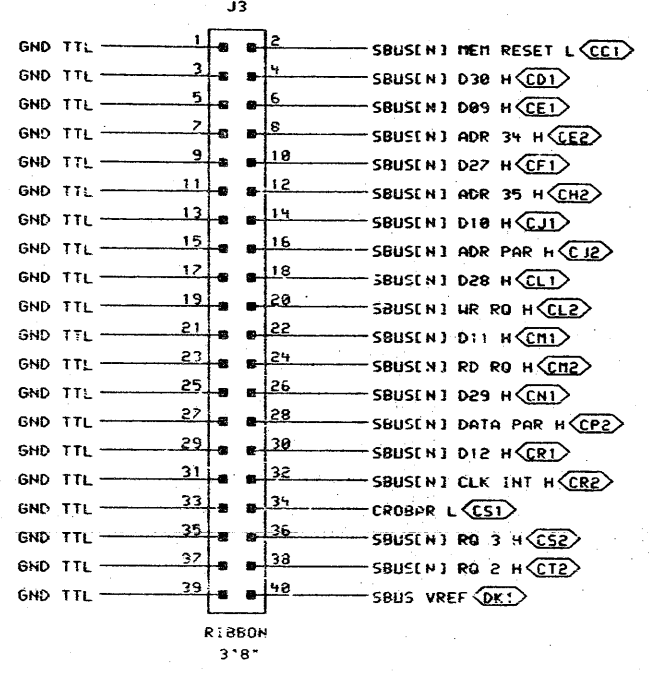 J3
GND TTL 1 2 SBUS[N] MEM RESET L CC1
GND TTL 3 4 SBUS[N] D30 H CD1
GND TTL 5 6 SBUS[N] D09 H CE1
GND TTL 7 8 SBUS[N] ADR 34 H CE2
GND TTL 9 10 SBUS[N] D27 H CF1
GND TTL 11 12 SBUS[N] ADR 35 H CH2
GND TTL 13 14 SBUS[N] D10 H CJ1
GND TTL 15 16 SBUS[N] ADR PAR H CJ2
GND TTL 17 18 SBUS[N] D28 H CL1
GND TTL 19 20 SBUS[N] WR RQ H CL2
GND TTL 21 22 SBUS[N] D11 H CM1
GND TTL 23 24 SBUS[N] RD RQ H CM2
GND TTL 25 26 SBUS[N] D29 H CN1
GND TTL 27 28 SBUS[N] DATA PAR H CP2
GND TTL 29 30 SBUS[N] D12 H CR1
GND TTL 31 32 SBUS[N] CLK INT H CR2
GND TTL 33 34 CROBAR L CS1
GND TTL 35 36 SBUS[N] RQ 3 H CS2
GND TTL 37 38 SBUS[N] RQ 2 H CT2
GND TTL 39 40 SBUS VREF DK1
RIBBON
3'8"